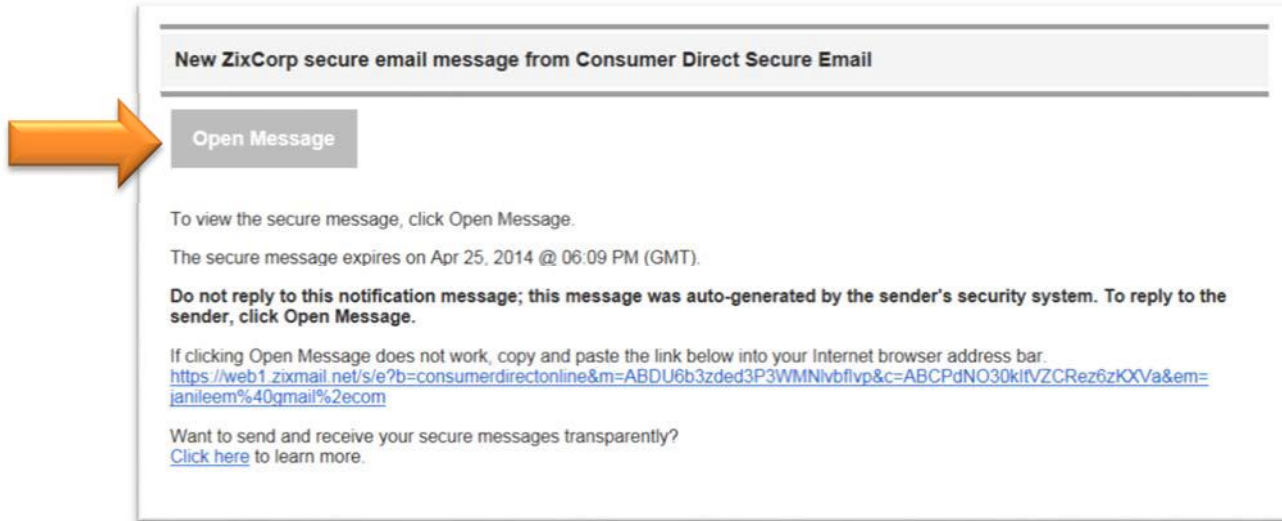 New ZixCorp secure email message from Consumer Direct Secure Email
Open Message
To view the secure message, click Open Message.
The secure message expires on Apr 25, 2014 @ 06:09 PM (GMT).
Do not reply to this notification message; this message was auto-generated by the sender's security system. To reply to the
sender, click Open Message.
If clicking Open Message does not work, copy and paste the link below into your Internet browser address bar.
https://web1.zixmail.net/s/e?b=consumerdirectonline&m=ABDU6b3zded3P3WMNlvbflvp&c=ABCPdNO30kItVZCRez6zKXVa&em=
janileem%40gmail%2ecom
Want to send and receive your secure messages transparently?
Click here to learn more.